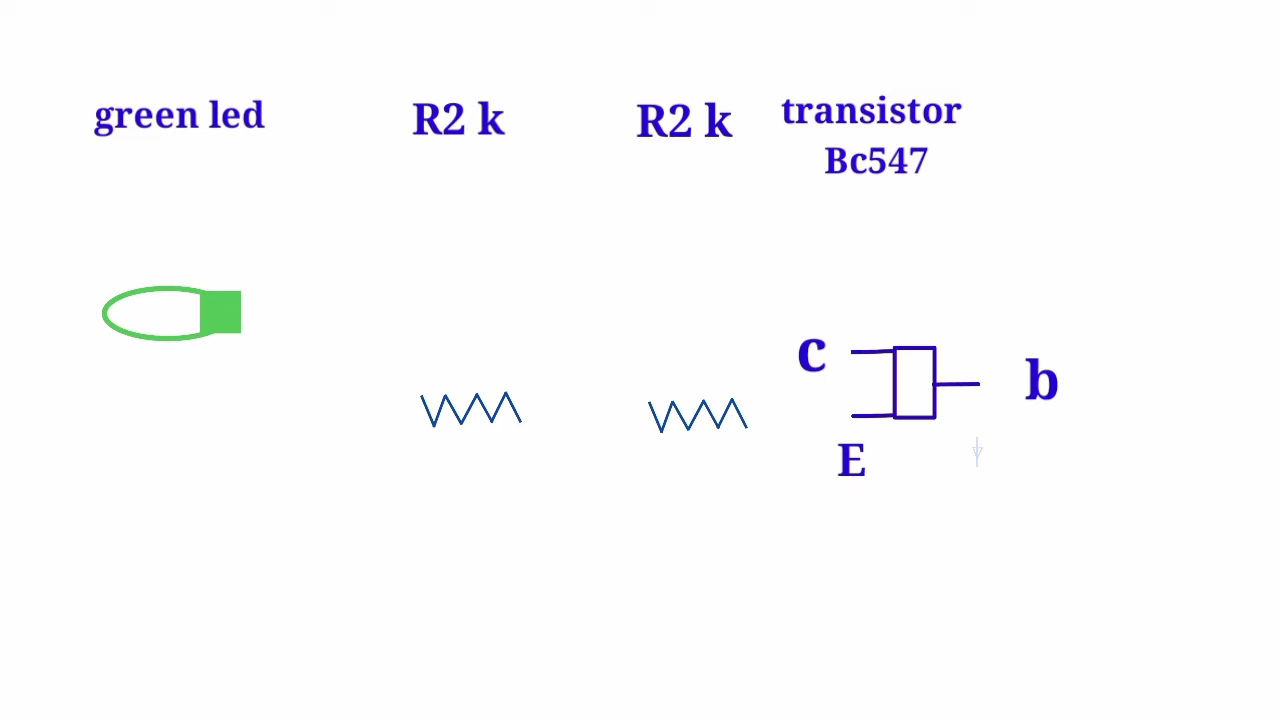 green led
R2 k
R2 k
transistor
Bc547
c
b
E